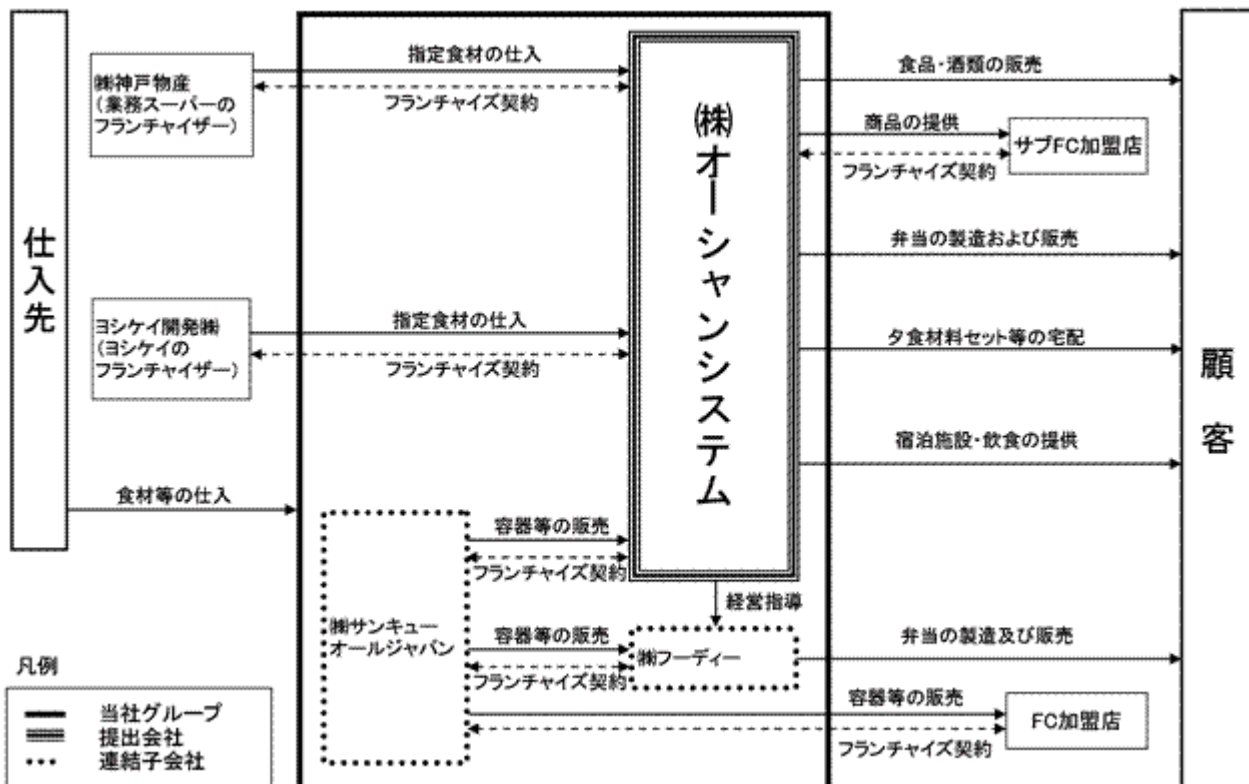 仕入先
㈱神戸物産
(業務スーパーの
フランチャイザー)
指定食材の仕入
フランチャイズ契約
ヨシケイ開発㈱
(ヨシケイの
フランチャイザー)
指定食材の仕入
フランチャイズ契約
食材等の仕入
㈱オーシャンシステム
食品・酒類の販売
商品の提供
サブFC加盟店
フランチャイズ契約
弁当の製造および販売
夕食材料セット等の宅配
宿泊施設・飲食の提供
顧客
容器等の販売
フランチャイズ契約
経営指導
㈱サンキュー
オールジャパン
容器等の販売
フランチャイズ契約
㈱フーディー
弁当の製造及び販売
容器等の販売
フランチャイズ契約
FC加盟店
凡例
当社グループ
提出会社
連結子会社